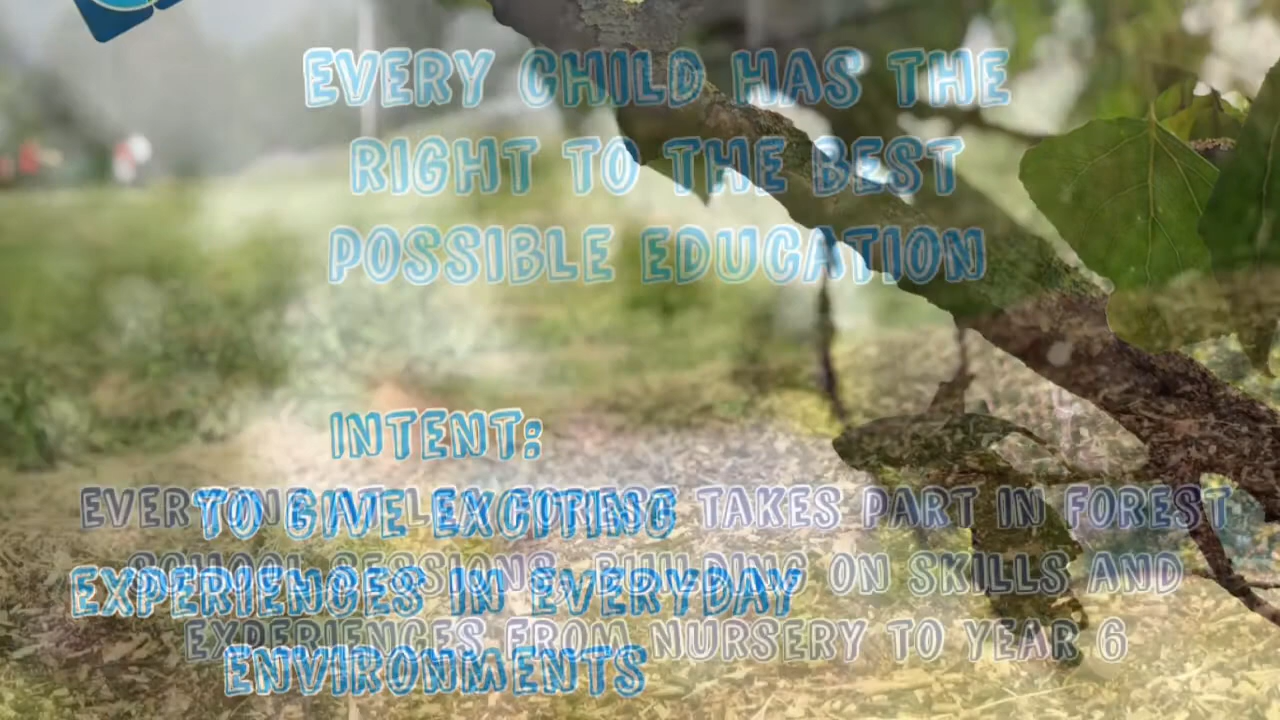 EVERY CHILD HAS THE
RIGHT TO THE BEST
POSSIBLE EDUCATION
INTENT:
TO GIVE EXCITING
EXPERIENCES IN EVERYDAY
ENVIRONMENTS
TAKES PART IN FOREST
ON SKILLS AND
EXPERIENCES FROM NURSERY TO YEAR 6